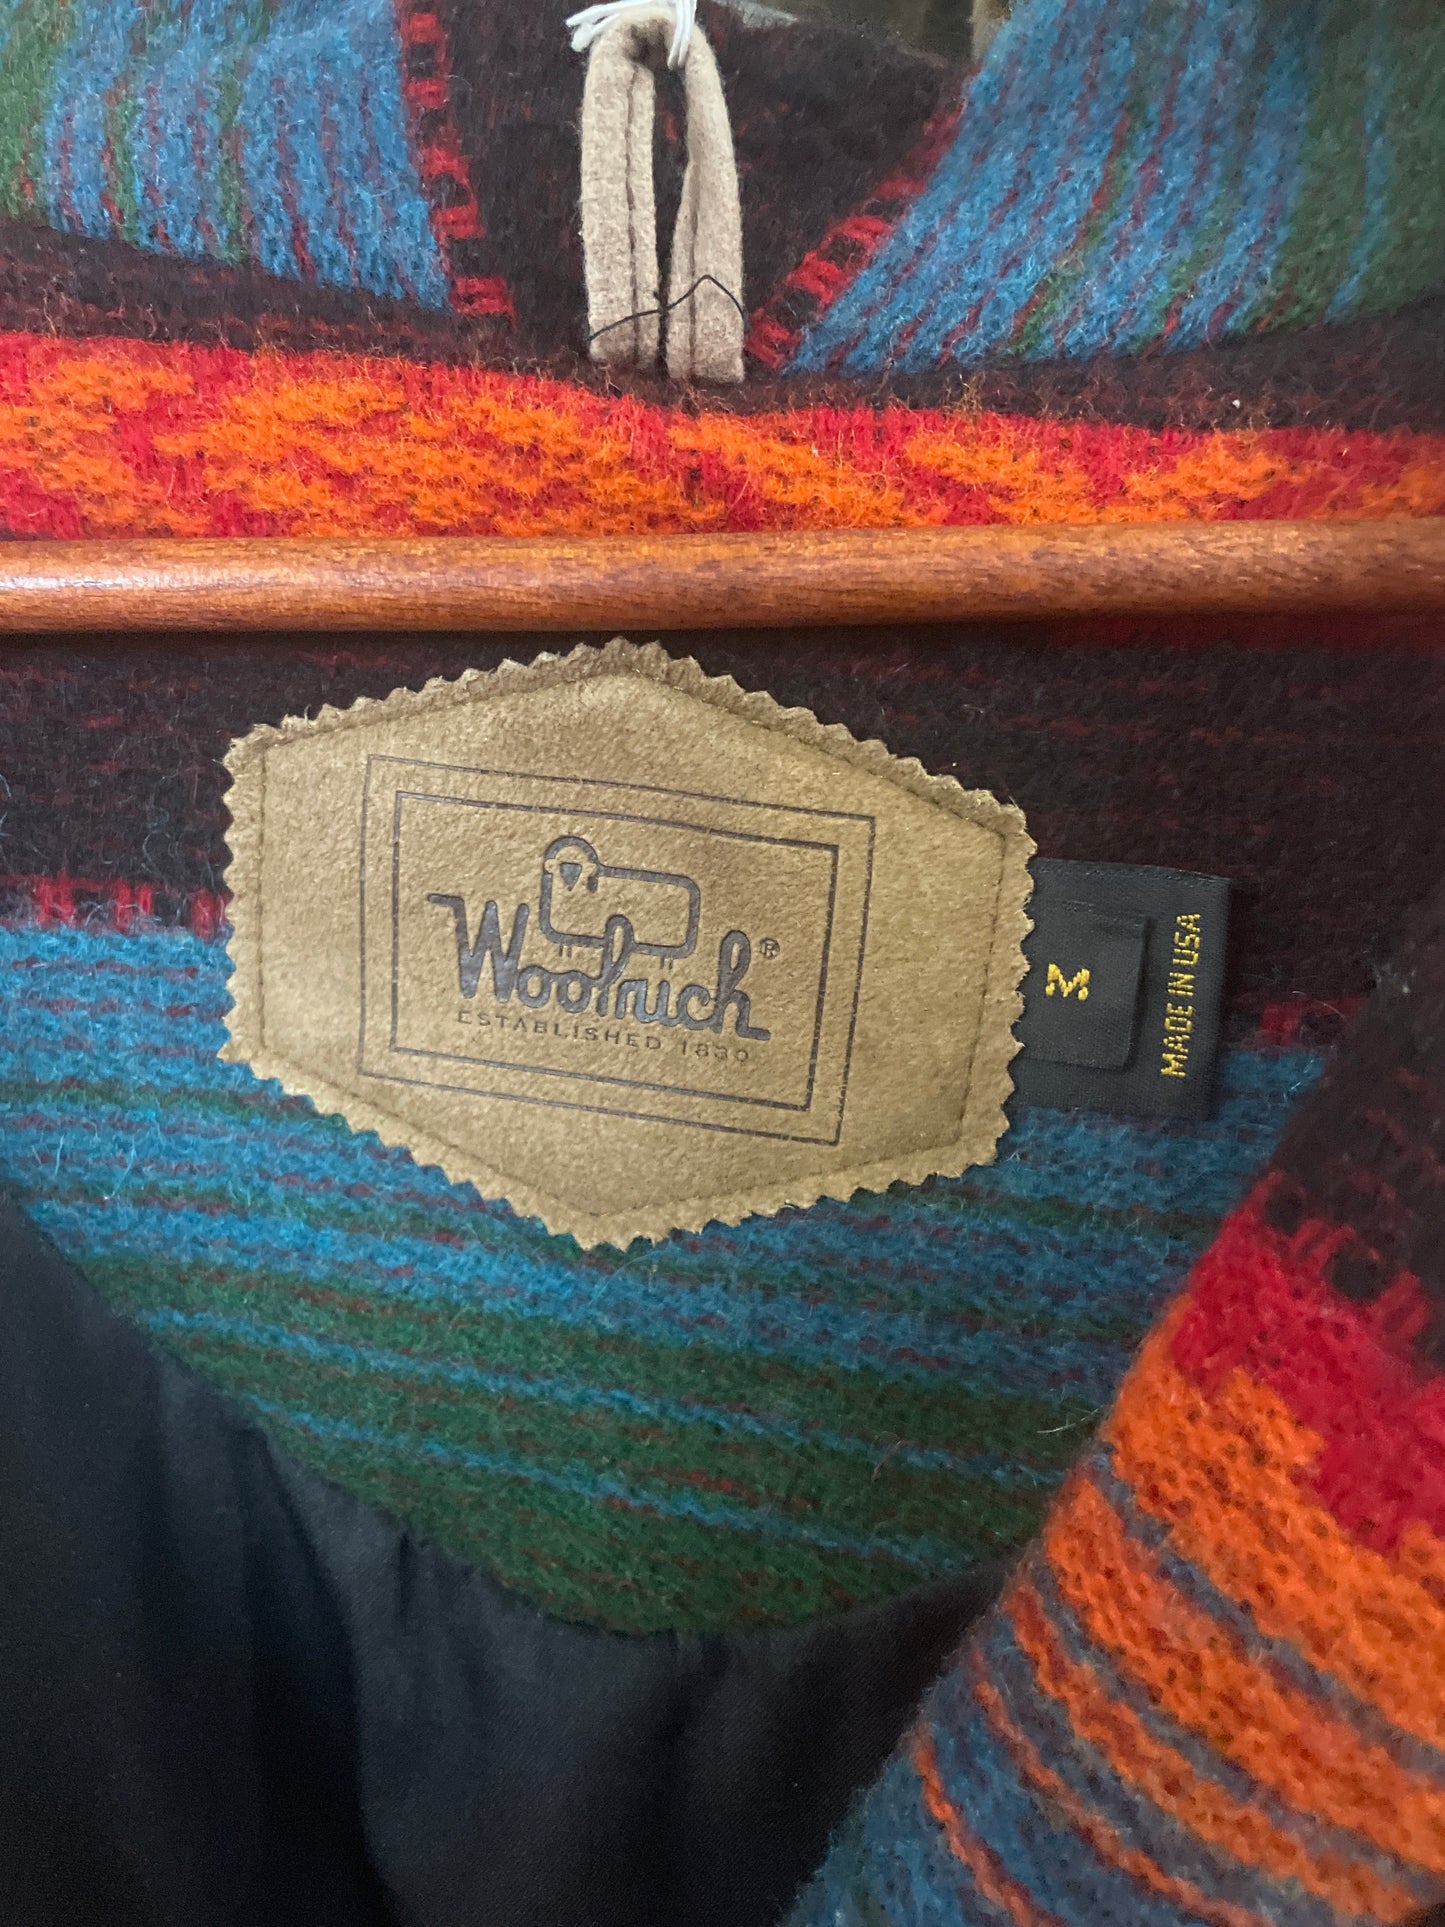 Woolrich®
ESTABLISHED 1830
M
MADE IN USA